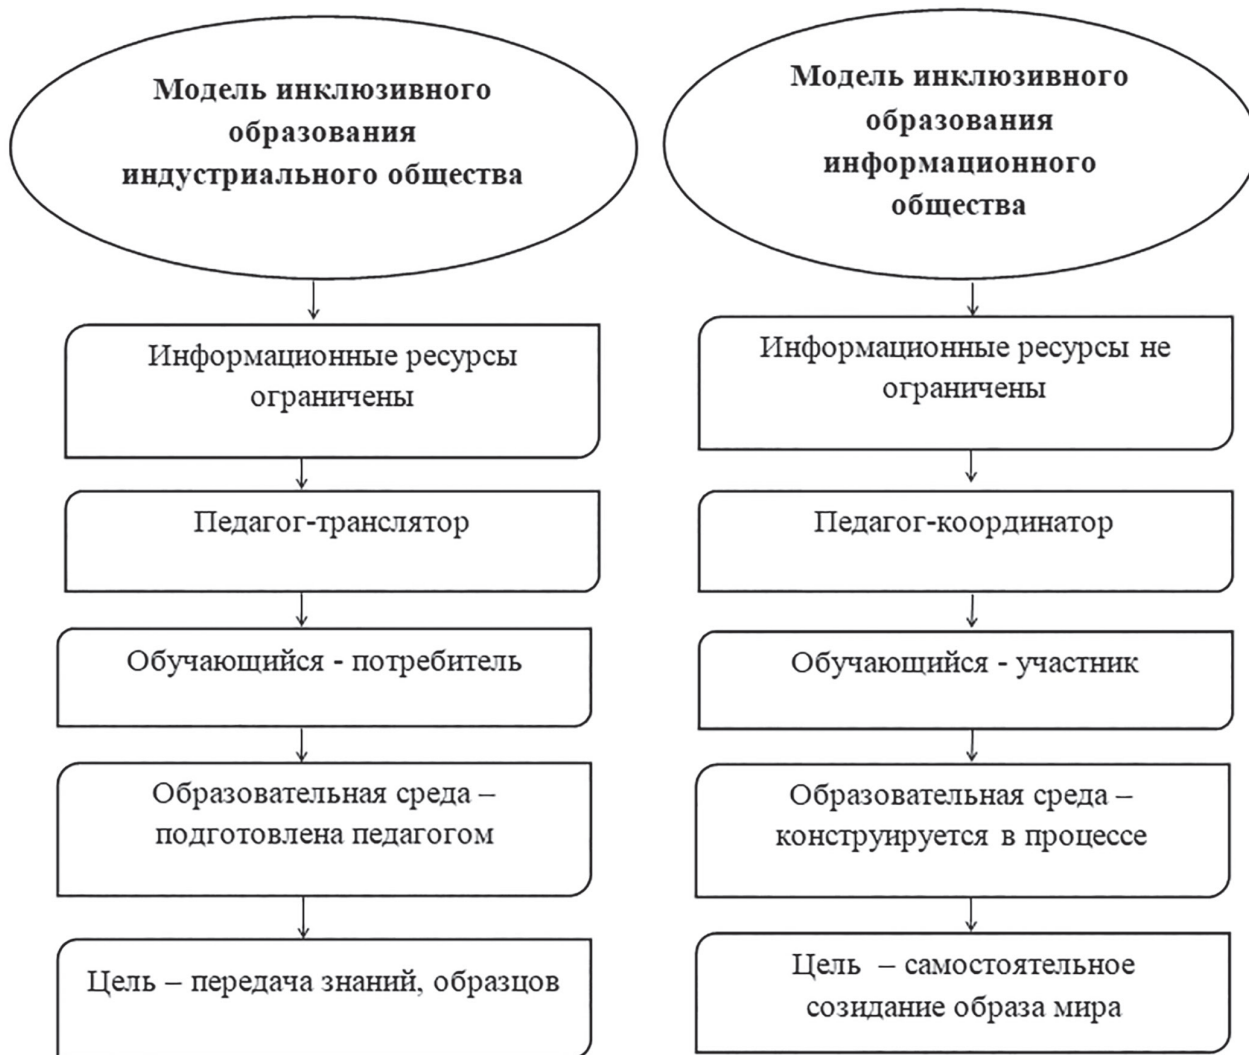 Модель инклюзивного
образования
индустриального общества
Информационные ресурсы
ограничены
Педагог-транслятор
Обучающийся - потребитель
Образовательная среда –
подготовлена педагогом
Цель – передача знаний, образцов
Модель инклюзивного
образования
информационного
общества
Информационные ресурсы не
ограничены
Педагог-координатор
Обучающийся - участник
Образовательная среда –
конструируется в процессе
Цель – самостоятельное
созидание образа мира